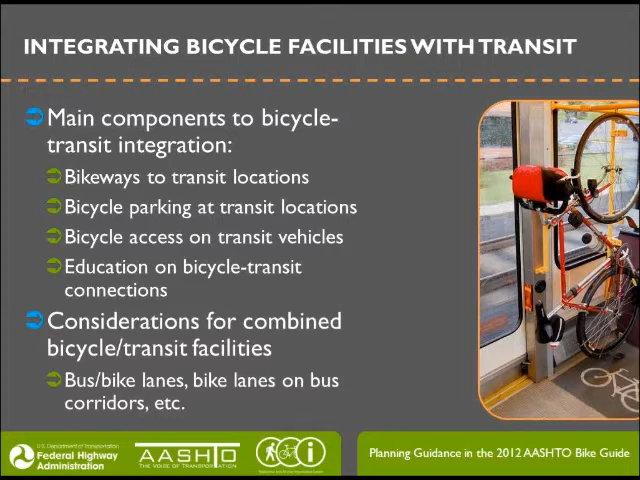 INTEGRATING BICYCLE FACILITIES WITH TRANSIT
Main components to bicycle-
transit integration:
Bikeways to transit locations
Bicycle parking at transit locations
Bicycle access on transit vehicles
Education on bicycle-transit
connections
Considerations for combined
bicycle/transit facilities
Bus/bike lanes, bike lanes on bus
corridors, etc.
U.S. Department of Transportation
Federal Highway
Administration
AASHTO
THE VOICE OF TRANSPORTATION
Planning Guidance in the 2012 AASHTO Bike Guide